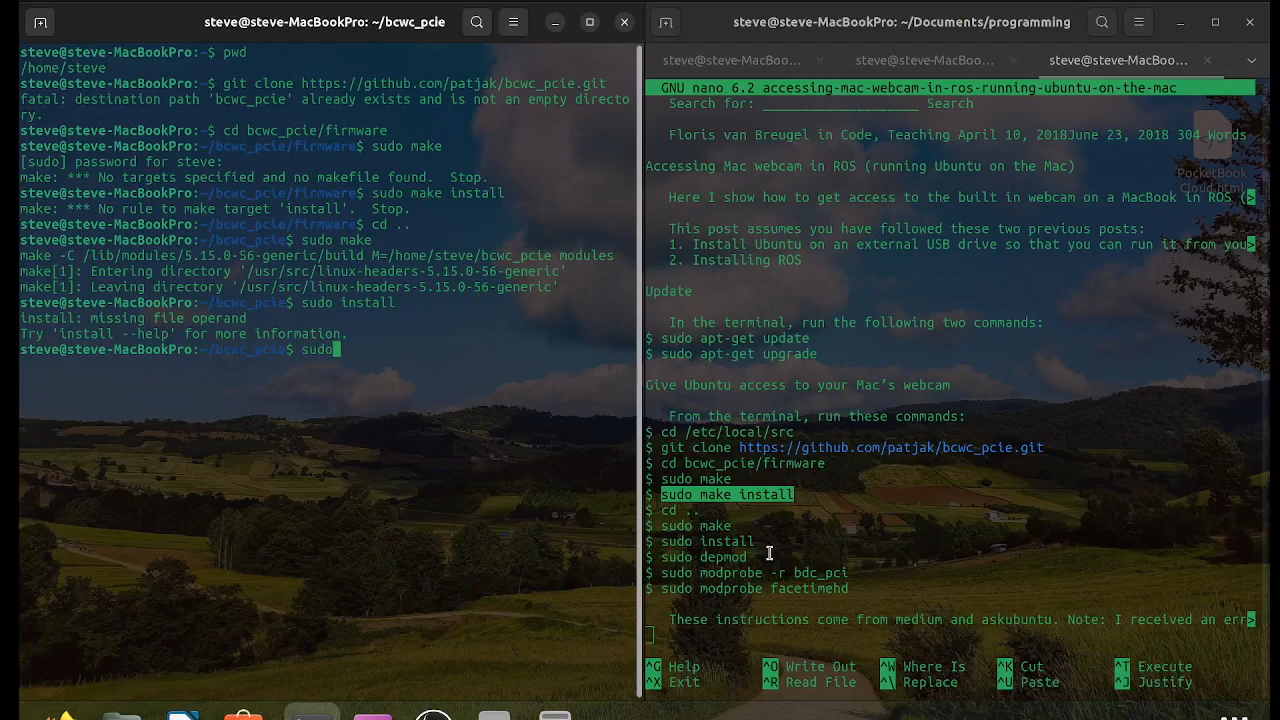 steve@steve-MacBookPro: ~/bcwc_pcie
steve@steve-MacBookPro:~$ pwd
/home/steve
steve@steve-MacBookPro:~$ git clone https://github.com/patjak/bcwc_pcie.git
fatal: destination path 'bcwc_pcie' already exists and is not an empty directo
ry.
steve@steve-MacBookPro:~$ cd bcwc_pcie/firmware
steve@steve-MacBookPro:~/bcwc_pcie/firmware$ sudo make
[sudo] password for steve:
make: *** No targets specified and no makefile found.  Stop.
steve@steve-MacBookPro:~/bcwc_pcie/firmware$ sudo make install
make: *** No rule to make target 'install'.  Stop.
steve@steve-MacBookPro:~/bcwc_pcie/firmware$ cd ..
steve@steve-MacBookPro:~/bcwc_pcie$ sudo make
make -C /lib/modules/5.15.0-56-generic/build M=/home/steve/bcwc_pcie modules
make[1]: Entering directory '/usr/src/linux-headers-5.15.0-56-generic'
make[1]: Leaving directory '/usr/src/linux-headers-5.15.0-56-generic'
steve@steve-MacBookPro:~/bcwc_pcie$ sudo install
install: missing file operand
Try 'install --help' for more information.
steve@steve-MacBookPro:~/bcwc_pcie$ sudo
steve@steve-MacBookPro: ~/Documents/programming
steve@steve-MacBoo... steve@steve-MacBoo... steve@steve-MacBoo...
GNU nano 6.2 accessing-mac-webcam-in-ros-running-ubuntu-on-the-mac
Search for: ____________________ Search
Floris van Breugel in Code, Teaching April 10, 2018June 23, 2018 304 Words
Accessing Mac webcam in ROS (running Ubuntu on the Mac)
PocketBook
Cloud.html
Here I show how to get access to the built in webcam on a MacBook in ROS (>
This post assumes you have followed these two previous posts:
1. Install Ubuntu on an external USB drive so that you can run it from you>
2. Installing ROS
Update
In the terminal, run the following two commands:
$ sudo apt-get update
$ sudo apt-get upgrade
Give Ubuntu access to your Mac’s webcam
From the terminal, run these commands:
$ cd /etc/local/src
$ git clone https://github.com/patjak/bcwc_pcie.git
$ cd bcwc_pcie/firmware
$ sudo make
$ sudo make install
$ cd ..
$ sudo make
$ sudo install
$ sudo depmod
$ sudo modprobe -r bdc_pci
$ sudo modprobe facetimehd
These instructions come from medium and askubuntu. Note: I received an err>
^G Help ^O Write Out ^W Where Is ^K Cut ^T Execute
^X Exit ^R Read File ^\ Replace ^U Paste ^J Justify